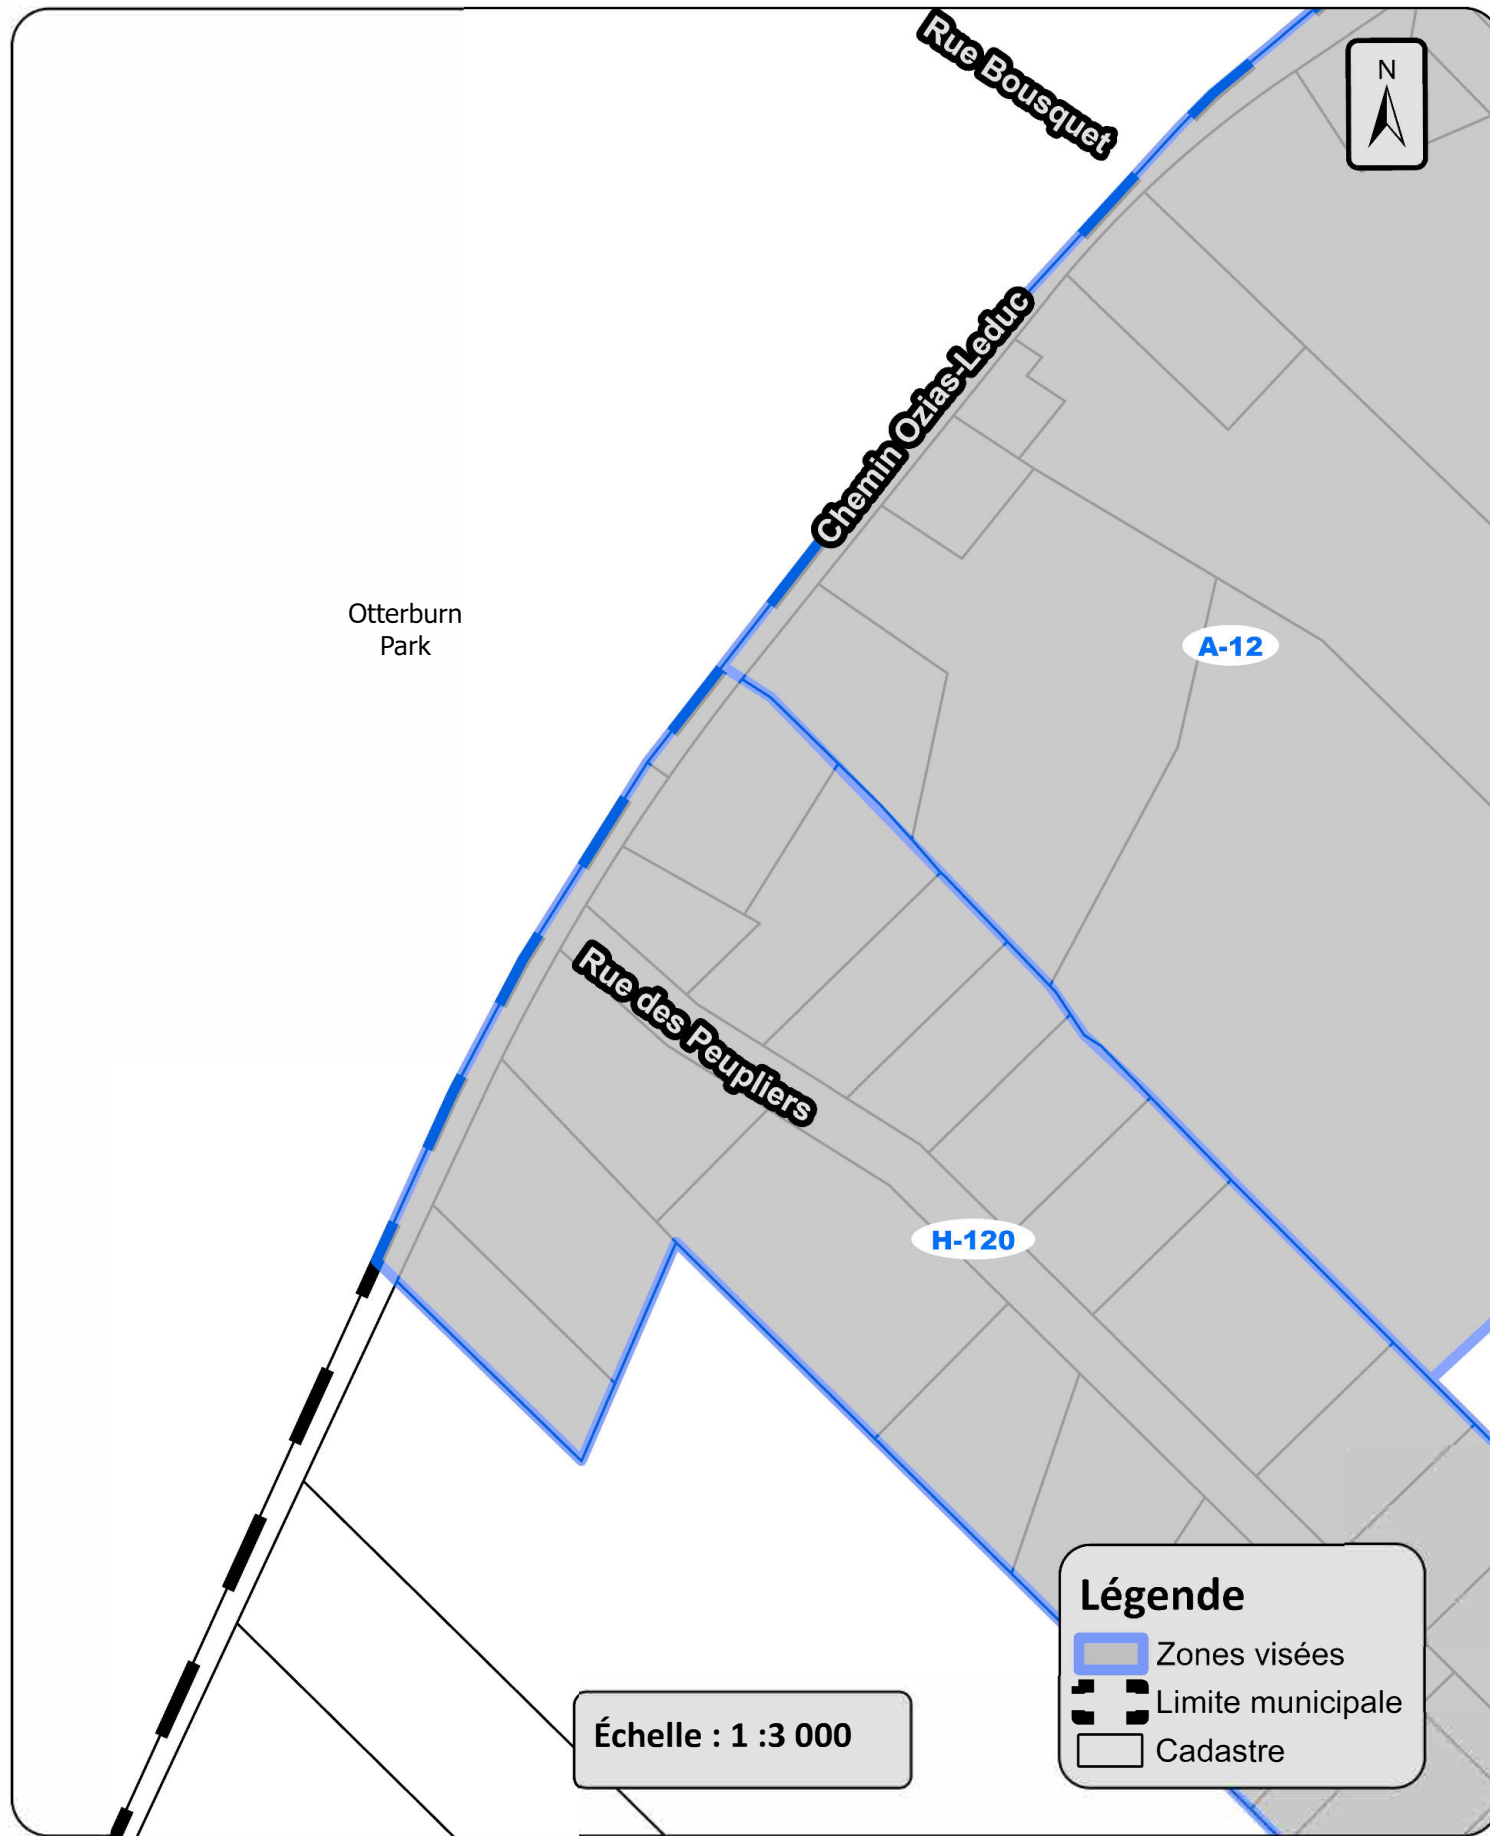 Rue Bousquet
N
Chemin Ozias-Leduc
Otterburn
Park
A-12
Rue des Peupliers
H-120
Légende
Zones visées
Limite municipale
Cadastre
Échelle : 1 :3 000